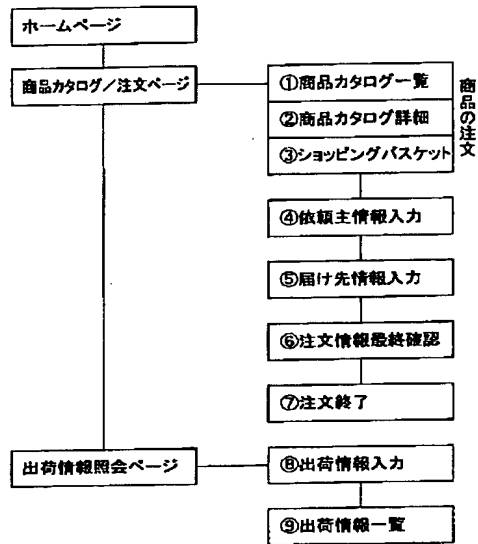 ホームページ
商品カタログ／注文ページ
①商品カタログ一覧
②商品カタログ詳細
③ショッピングバスケット
商品の注文
④依頼主情報入力
⑤届け先情報入力
⑥注文情報最終確認
⑦注文終了
出荷情報照会ページ
⑧出荷情報入力
⑨出荷情報一覧